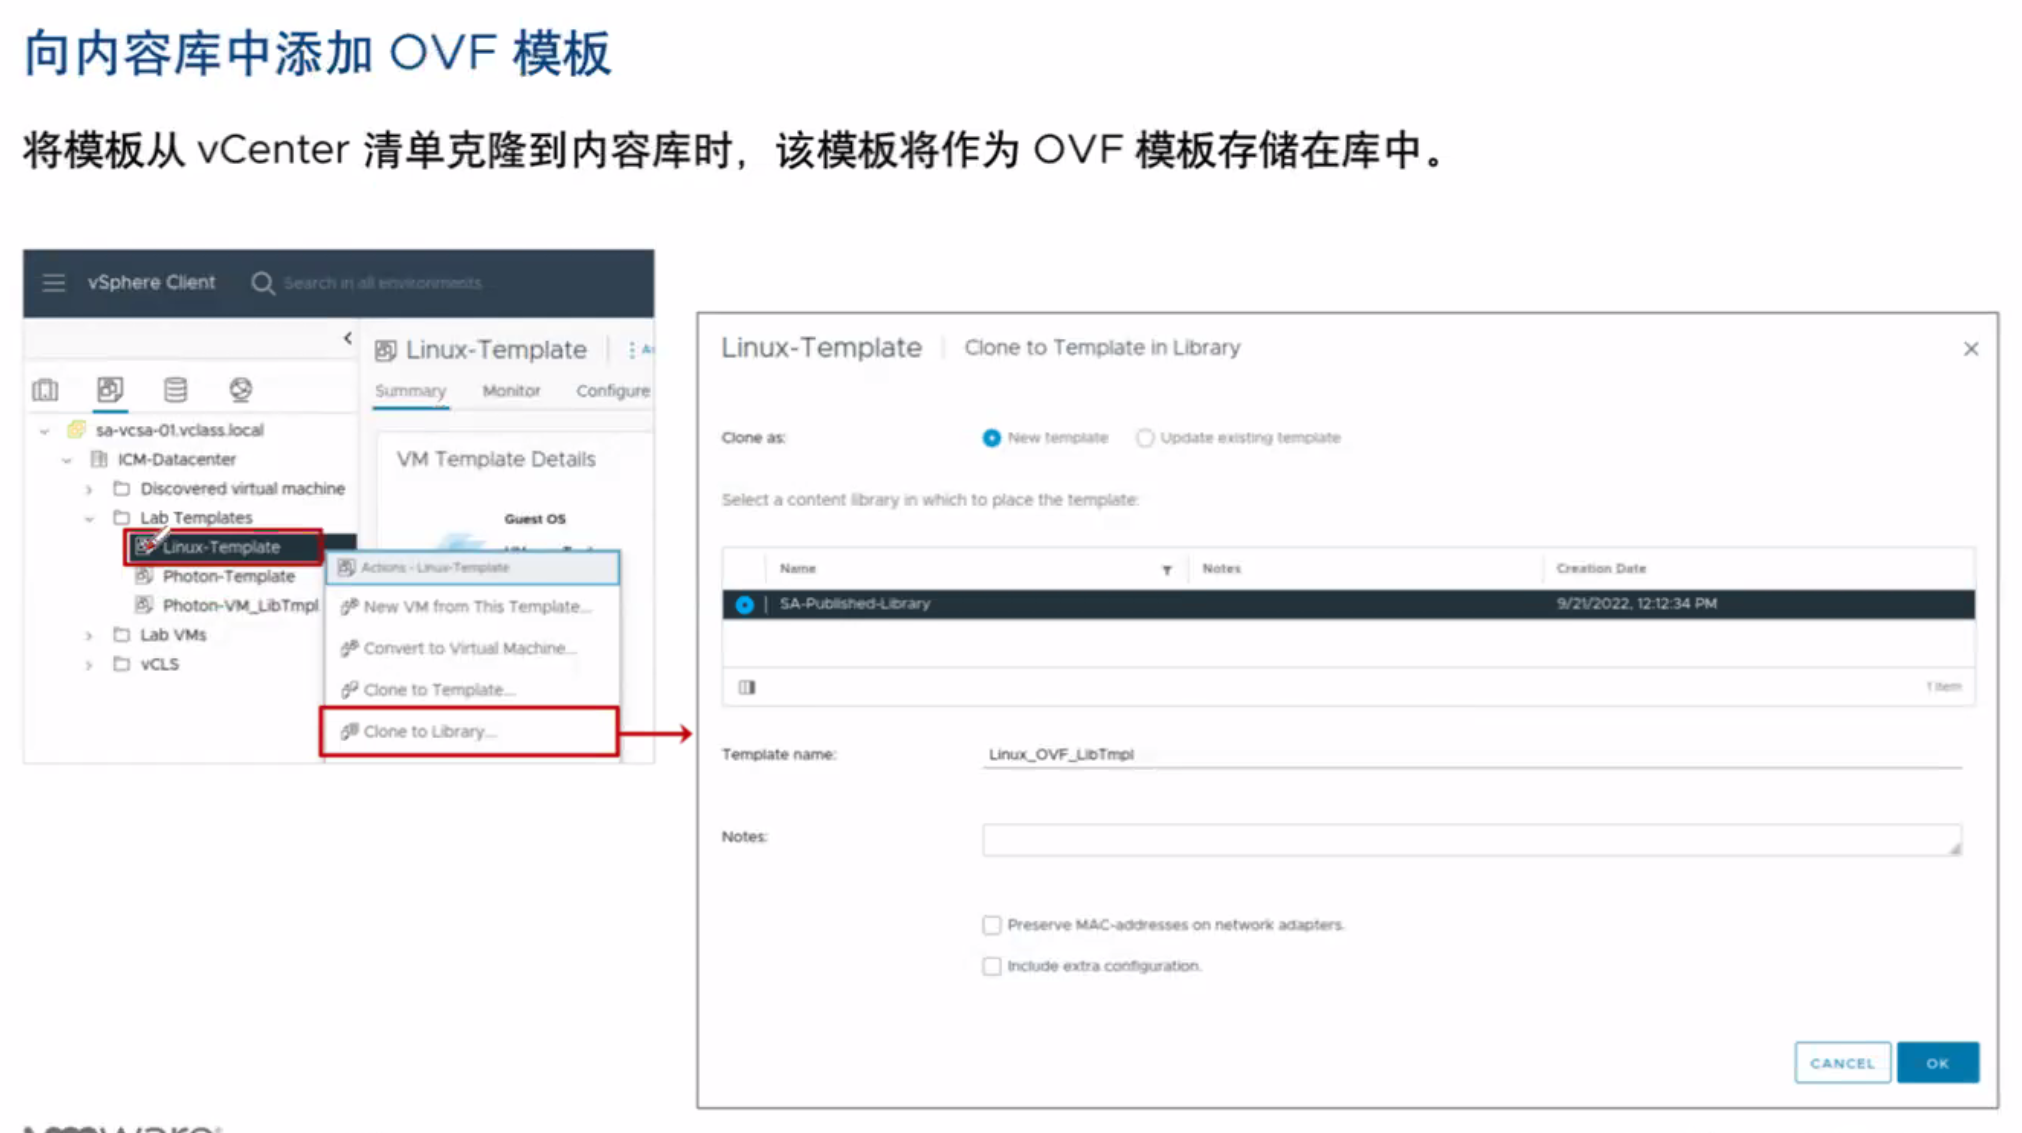 向内容库中添加 OVF 模板
将模板从 vCenter 清单克隆到内容库时，该模板将作为 OVF 模板存储在库中。
vSphere Client
Search in all environments
Linux-Template
Summary Monitor Configure
sa-vcsa-01.vclass.local
ICM-Datacenter
Discovered virtual machine
Lab Templates
Linux-Template
Photon-Template
Photon-VM_LibTmpl
Lab VMs
vCLS
VM Template Details
Guest OS
Actions - Linux-Template
New VM from This Template...
Convert to Virtual Machine...
Clone to Template...
Clone to Library...
Linux-Template Clone to Template in Library
Clone as: New template Update existing template
Select a content library in which to place the template:
Name Notes Creation Date
SA-Published-Library 9/21/2022, 12:12:34 PM
1 item
Template name: Linux_OVF_LibTmpl
Notes:
Preserve MAC-addresses on network adapters.
Include extra configuration.
CANCEL OK